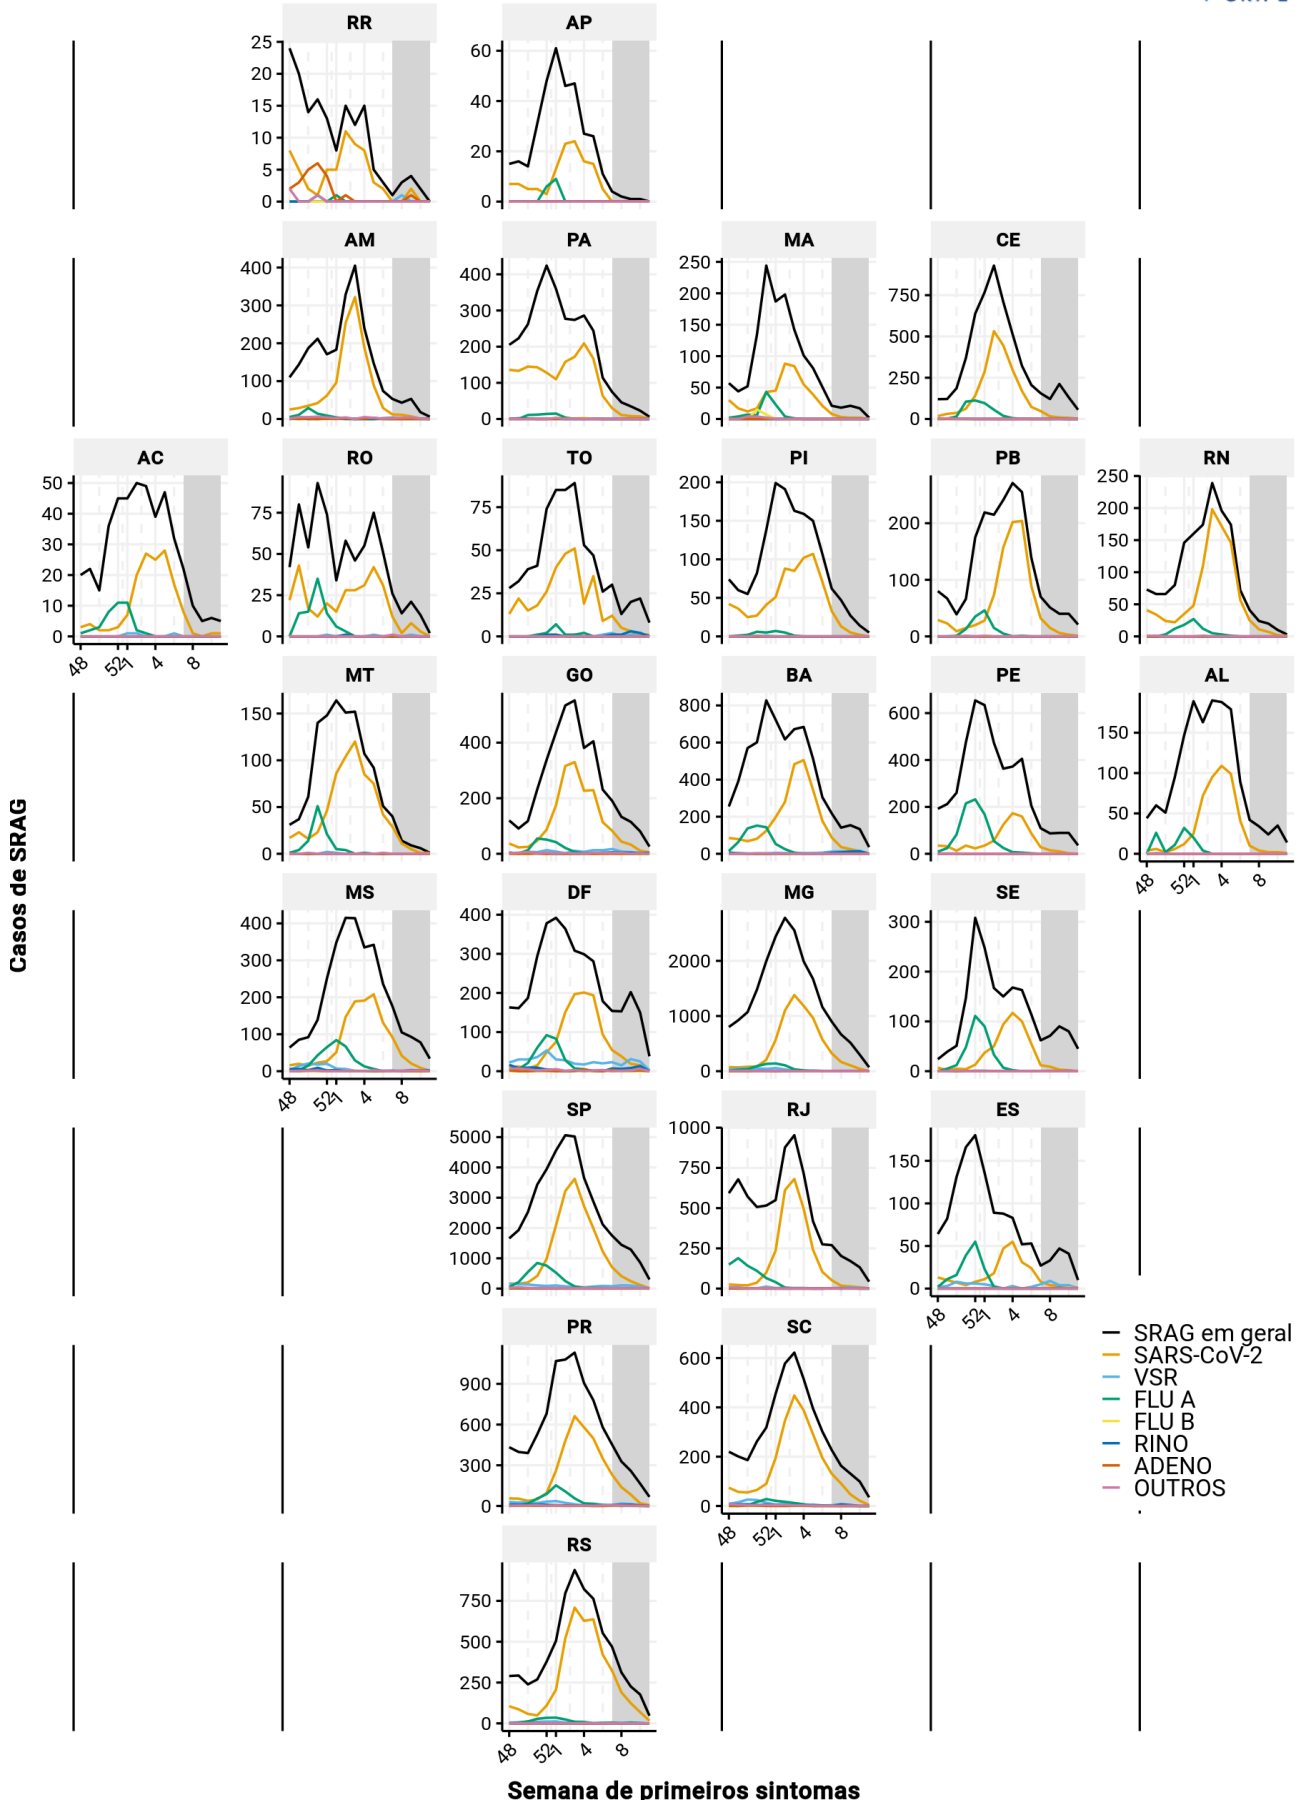 RR
AP
25
20
15
10
5
0
60
40
20
0
AM
PA
MA
CE
400
300
200
100
0
400
300
200
100
0
250
200
150
100
50
0
750
500
250
0
AC
RO
TO
PI
PB
RN
50
40
30
20
10
0
75
50
25
0
75
50
25
0
200
150
100
50
0
200
100
0
250
200
150
100
50
0
48 52 1 4 8
MT
GO
BA
PE
AL
150
100
50
0
400
200
0
800
600
400
200
0
600
400
200
0
150
100
50
0
48 52 1 4 8
MS
DF
MG
SE
400
300
200
100
0
400
300
200
100
0
2000
1000
0
300
200
100
0
48 52 1 4 8
SP
RJ
ES
5000
4000
3000
2000
1000
0
1000
750
500
250
0
150
100
50
0
48 52 1 4 8
PR
SC
900
600
300
0
600
400
200
0
48 52 1 4 8
RS
750
500
250
0
48 52 1 4 8
Casos de SRAG
Semana de primeiros sintomas
SRAG em geral
SARS-CoV-2
VSR
FLU A
FLU B
RINO
ADENO
OUTROS